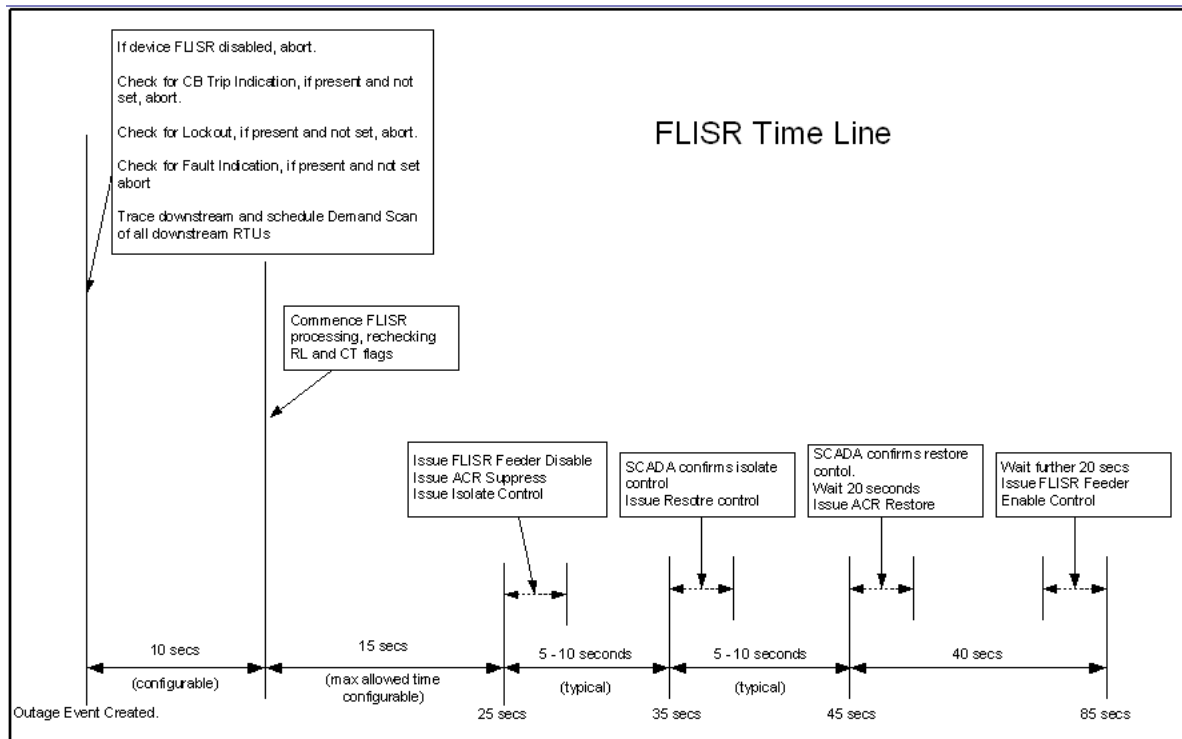 If device FLISR disabled, abort.
Check for CB Trip Indication, if present and not
set, abort.
Check for Lockout, if present and not set, abort.
Check for Fault Indication, if present and not set
abort
Trace downstream and schedule Demand Scan
of all downstream RTUs
FLISR Time Line
Commence FLISR
processing, rechecking
RL and CT flags
Issue FLISR Feeder Disable
Issue ACR Suppress
Issue Isolate Control
SCADA confirms isolate
control
Issue Resotre control
SCADA confirms restore
contol.
Wait 20 seconds
Issue ACR Restore
Wait further 20 secs
Issue FLISR Feeder
Enable Control
10 secs
(configurable)
15 secs
(max allowed time
configurable)
5 - 10 seconds
(typical)
5 - 10 seconds
(typical)
40 secs
Outage Event Created.
25 secs
35 secs
45 secs
85 secs